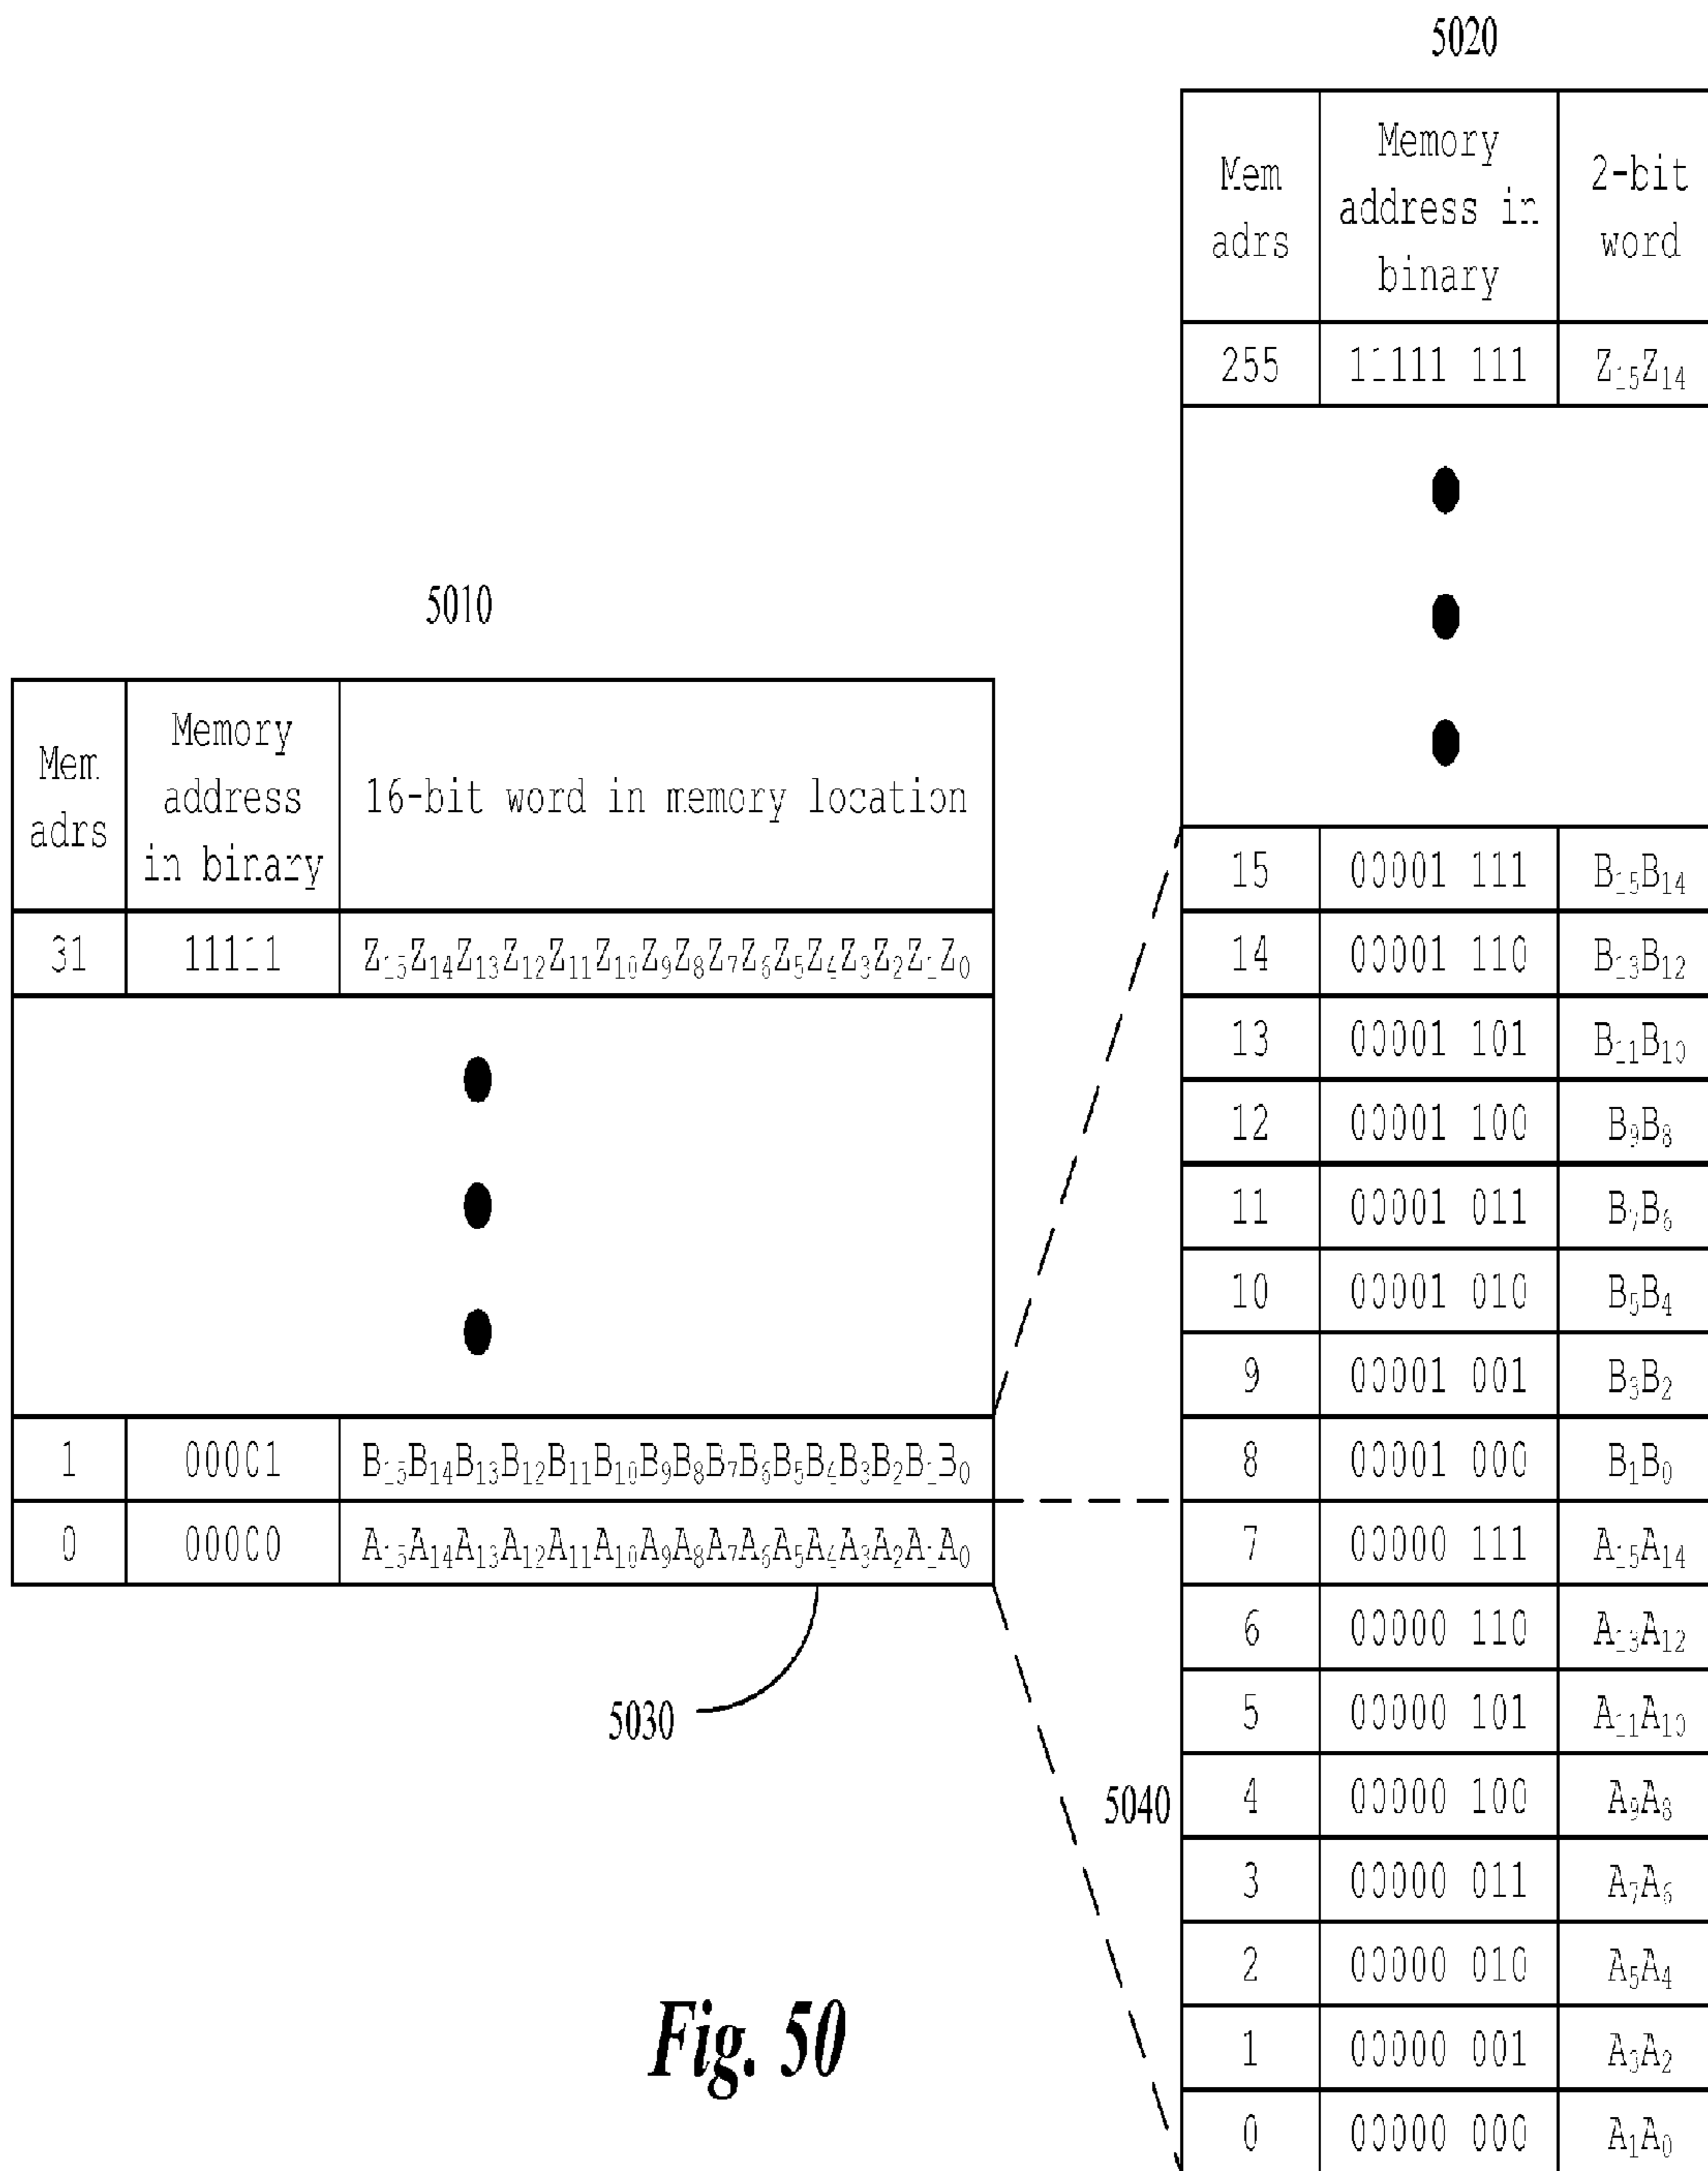 5020
Mem adrs | Memory address in binary | 2-bit word
255 | 11111 111 | Z₁₅Z₁₄
15 | 00001 111 | B₁₅B₁₄
14 | 00001 110 | B₁₃B₁₂
13 | 00001 101 | B₁₁B₁₀
12 | 00001 100 | B₉B₈
11 | 00001 011 | B₇B₆
10 | 00001 010 | B₅B₄
9 | 00001 001 | B₃B₂
8 | 00001 000 | B₁B₀
7 | 00000 111 | A₁₅A₁₄
6 | 00000 110 | A₁₃A₁₂
5 | 00000 101 | A₁₁A₁₀
4 | 00000 100 | A₉A₈
3 | 00000 011 | A₇A₆
2 | 00000 010 | A₅A₄
1 | 00000 001 | A₃A₂
0 | 00000 000 | A₁A₀
5010
Mem adrs | Memory address in binary | 16-bit word in memory location
31 | 11111 | Z₁₅Z₁₄Z₁₃Z₁₂Z₁₁Z₁₀Z₉Z₈Z₇Z₆Z₅Z₄Z₃Z₂Z₁Z₀
1 | 00001 | B₁₅B₁₄B₁₃B₁₂B₁₁B₁₀B₉B₈B₇B₆B₅B₄B₃B₂B₁B₀
0 | 00000 | A₁₅A₁₄A₁₃A₁₂A₁₁A₁₀A₉A₈A₇A₆A₅A₄A₃A₂A₁A₀
5030
5040
Fig. 50